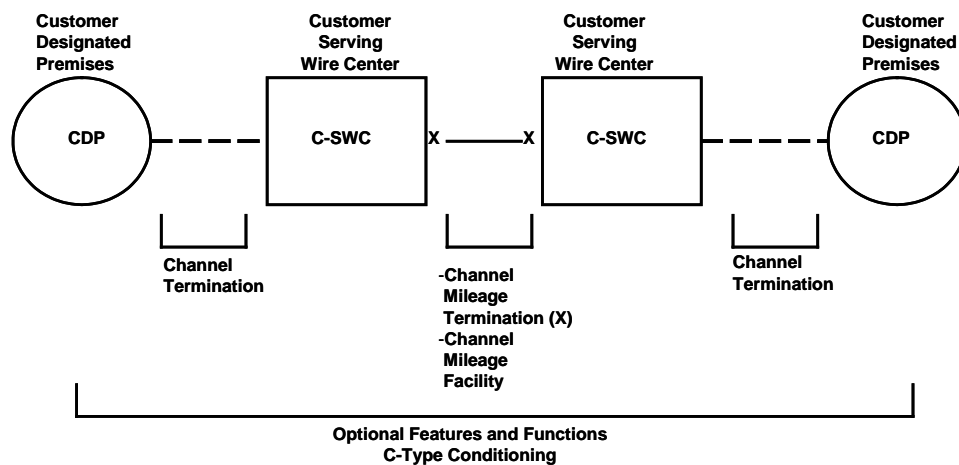 Customer
Designated
Premises
Customer
Serving
Wire Center
Customer
Serving
Wire Center
Customer
Designated
Premises
CDP
C-SWC
X
X
C-SWC
CDP
Channel
Termination
-Channel
Mileage
Termination (X)
-Channel
Mileage
Facility
Channel
Termination
Optional Features and Functions
C-Type Conditioning